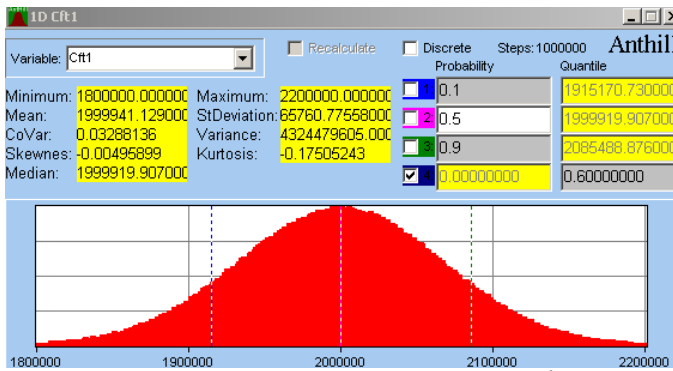 1D Cft1
Variable: Cft1
Recalculate
Discrete Steps: 1000000 Anthill
Probability Quantile
Minimum: 1800000.000000 Maximum: 2200000.000000
1 0.1 1915170.730000
Mean: 1999941.129000 StDeviation: 65760.77558000
2 0.5 1999919.907000
CoVar: 0.03288136 Variance: 4324479605.000
3 0.9 2085488.876000
Skewnes: -0.00495899 Kurtosis: -0.17505243
Median: 1999919.907000
4 0.00000000 0.60000000
1800000 1900000 2000000 2100000 2200000